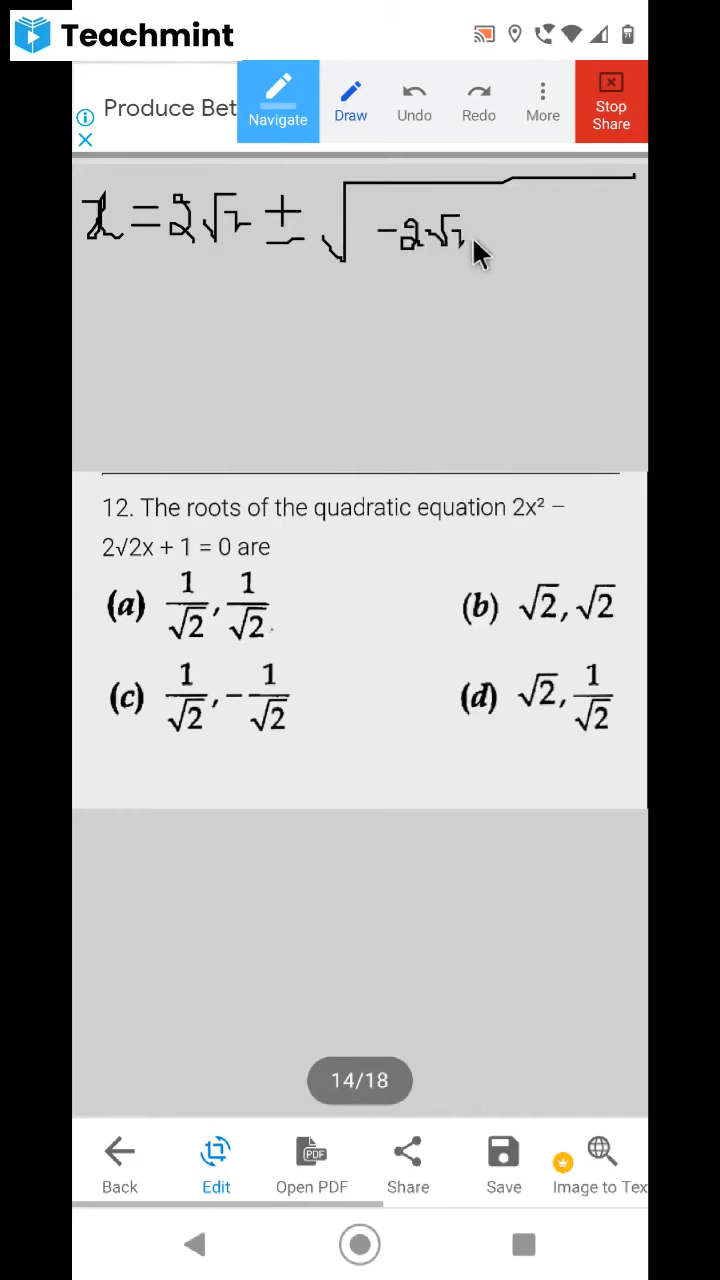 Teachmint
Produce Bet
Navigate
Draw
Undo
Redo
More
Stop
Share
x = 2√2 ± √ -2√2
12. The roots of the quadratic equation 2x² –
2√2x + 1 = 0 are
(a) 1/√2, 1/√2.
(b) √2, √2
(c) 1/√2, -1/√2
(d) √2, 1/√2
14/18
Back
Edit
PDF
Open PDF
Share
Save
Image to Tex